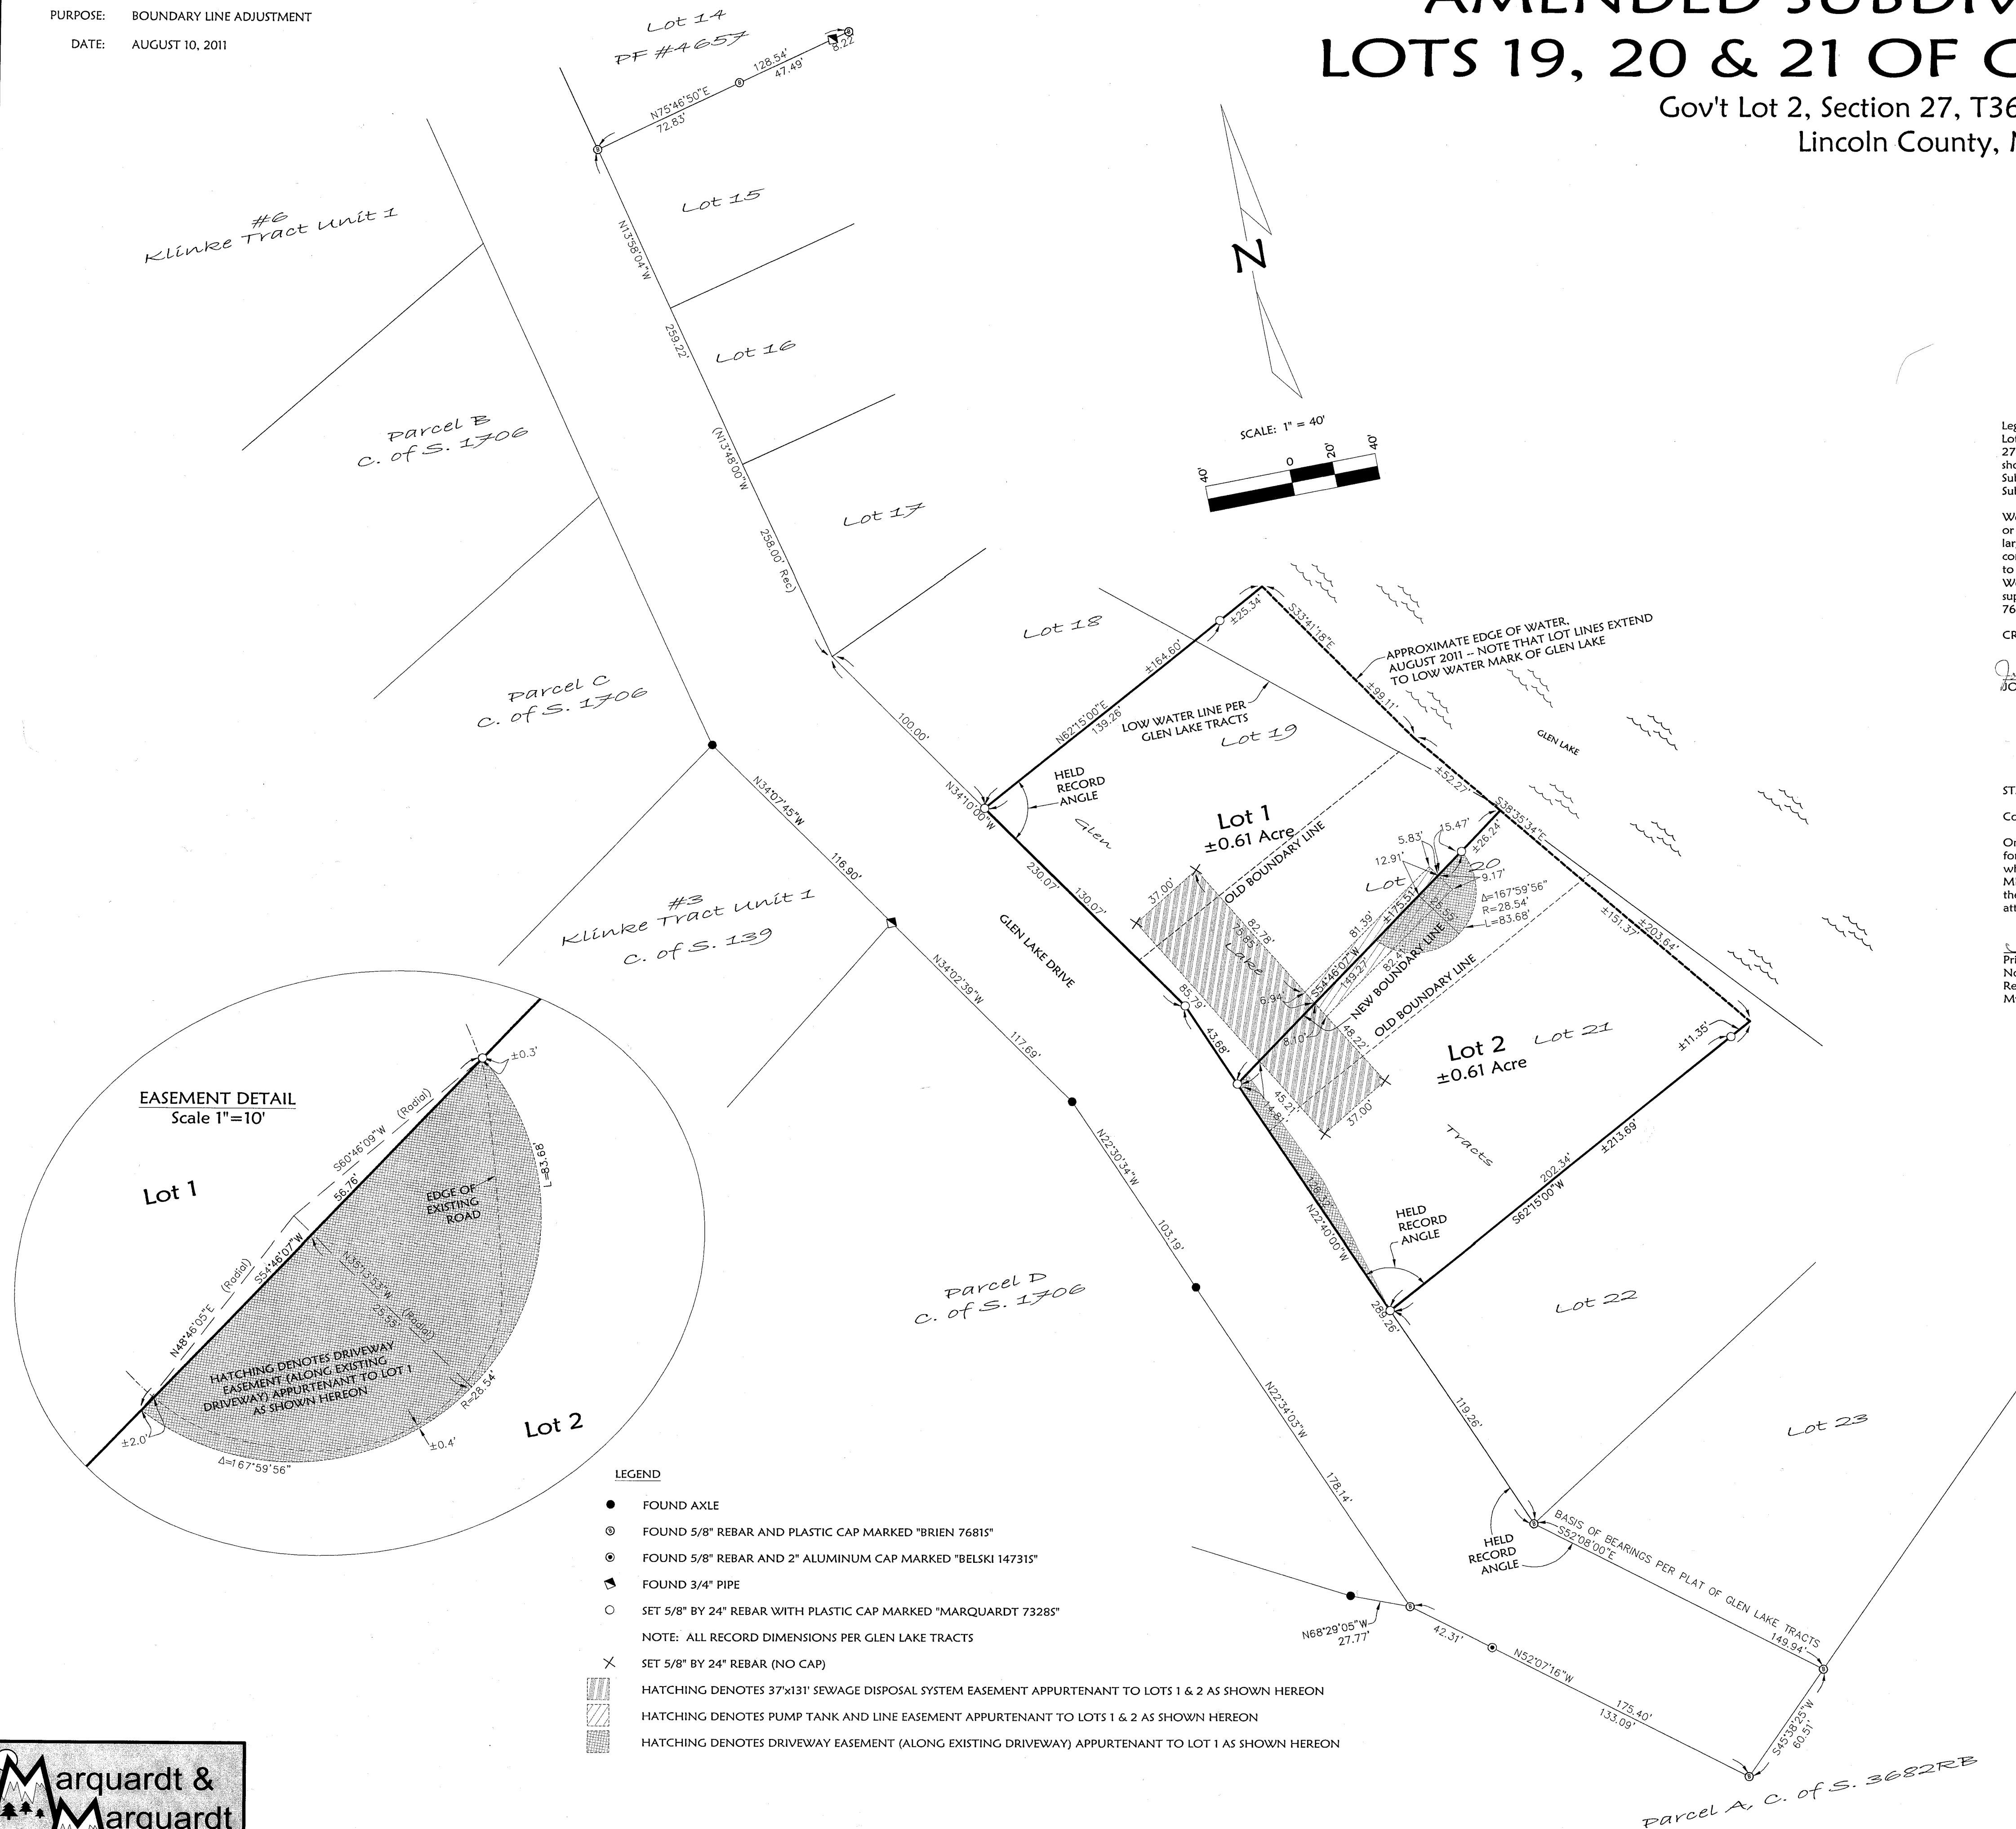 PURPOSE: BOUNDARY LINE ADJUSTMENT
DATE: AUGUST 10, 2011
LOTS 19, 20 & 21 OF
Gov't Lot 2, Section 27,
Lincoln County,
Lot 14
PF #4657
128.54'
47.49'
8.22'
N75°46'50"E
72.83'
#6
Klinke Tract Unit 1
Lot 15
N13°58'04"W
259.22'
Lot 16
(N13°48'00"W
258.00' Rec)
Lot 17
Parcel B
C. of S. 1706
N
SCALE: 1" = 40'
40' 0 20' 40'
Lot 18
Parcel C
C. of S. 1706
100.00'
N34°10'00"W
±25.34'
±164.60'
N62°15'00"E
139.26'
S33°41'18"E
±99.11'
APPROXIMATE EDGE OF WATER,
AUGUST 2011 -- NOTE THAT LOT LINES EXTEND
TO LOW WATER MARK OF GLEN LAKE
LOW WATER LINE PER
GLEN LAKE TRACTS
Lot 19
GLEN LAKE
±52.27'
S38°35'34"E
HELD
RECORD
ANGLE
Glen
Lot 1
±0.61 Acre
OLD BOUNDARY LINE
5.83'
15.47'
±26.24'
12.91'
Lot 20
9.17'
Δ=167°59'56"
R=28.54'
L=83.68'
25.55'
±175.51'
81.39'
S54°46'07"W
149.27'
82.41'
NEW BOUNDARY LINE
OLD BOUNDARY LINE
±151.37'
±203.64'
N34°07'45"W
116.90'
#3
Klinke Tract Unit 1
C. of S. 139
230.07'
130.07'
GLEN LAKE DRIVE
37.00'
82.78'
75.85'
Lake
6.94'
8.10'
48.22'
85.79'
43.68'
45.21'
14.81'
37.00'
Lot 2
±0.61 Acre
Lot 21
±11.35'
Tracts
±213.69'
202.34'
S62°15'00"W
N34°02'39"W
117.69'
N22°30'34"W
103.19'
128.32'
N22°40'00"W
HELD
RECORD
ANGLE
289.26'
Parcel D
C. of S. 1706
Lot 22
N22°34'03"W
178.14'
119.26'
Lot 23
HELD
RECORD
ANGLE
BASIS OF BEARINGS PER PLAT OF GLEN LAKE TRACTS
S52°08'00"E
149.94'
N68°29'05"W
27.77'
42.31'
N52°07'16"W
175.40'
133.09'
S45°38'25"W
60.51'
Parcel A, C. of S. 3682RB
EASEMENT DETAIL
Scale 1"=10'
Lot 1
±0.3'
(Radial)
S60°46'09"W
56.76'
L=83.68'
EDGE OF
EXISTING
ROAD
(Radial)
S54°46'07"W
N48°46'05"E
N35°13'53"W
25.55'
(Radial)
HATCHING DENOTES DRIVEWAY
EASEMENT (ALONG EXISTING
DRIVEWAY) APPURTENANT TO LOT 1
AS SHOWN HEREON
R=28.54'
±2.0'
±0.4'
Δ=167°59'56"
Lot 2
LEGEND
FOUND AXLE
FOUND 5/8" REBAR AND PLASTIC CAP MARKED "BRIEN 7681S"
FOUND 5/8" REBAR AND 2" ALUMINUM CAP MARKED "BELSKI 14731S"
FOUND 3/4" PIPE
SET 5/8" BY 24" REBAR WITH PLASTIC CAP MARKED "MARQUARDT 7328S"
NOTE: ALL RECORD DIMENSIONS PER GLEN LAKE TRACTS
SET 5/8" BY 24" REBAR (NO CAP)
HATCHING DENOTES 37'x131' SEWAGE DISPOSAL SYSTEM EASEMENT APPURTENANT TO LOTS 1 & 2 AS SHOWN HEREON
HATCHING DENOTES PUMP TANK AND LINE EASEMENT APPURTENANT TO LOTS 1 & 2 AS SHOWN HEREON
HATCHING DENOTES DRIVEWAY EASEMENT (ALONG EXISTING DRIVEWAY) APPURTENANT TO LOT 1 AS SHOWN HEREON
Marquardt &
Marquardt